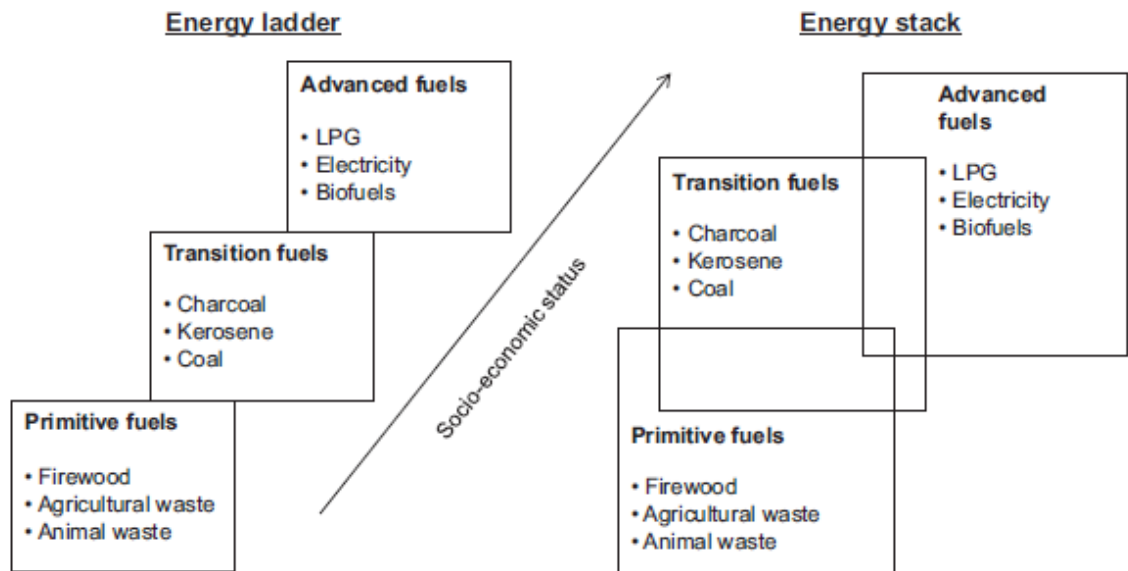 Energy ladder
Advanced fuels
• LPG
• Electricity
• Biofuels
Transition fuels
• Charcoal
• Kerosene
• Coal
Primitive fuels
• Firewood
• Agricultural waste
• Animal waste
Socio-economic status
Energy stack
Advanced
fuels
• LPG
• Electricity
• Biofuels
Transition fuels
• Charcoal
• Kerosene
• Coal
Primitive fuels
• Firewood
• Agricultural waste
• Animal waste